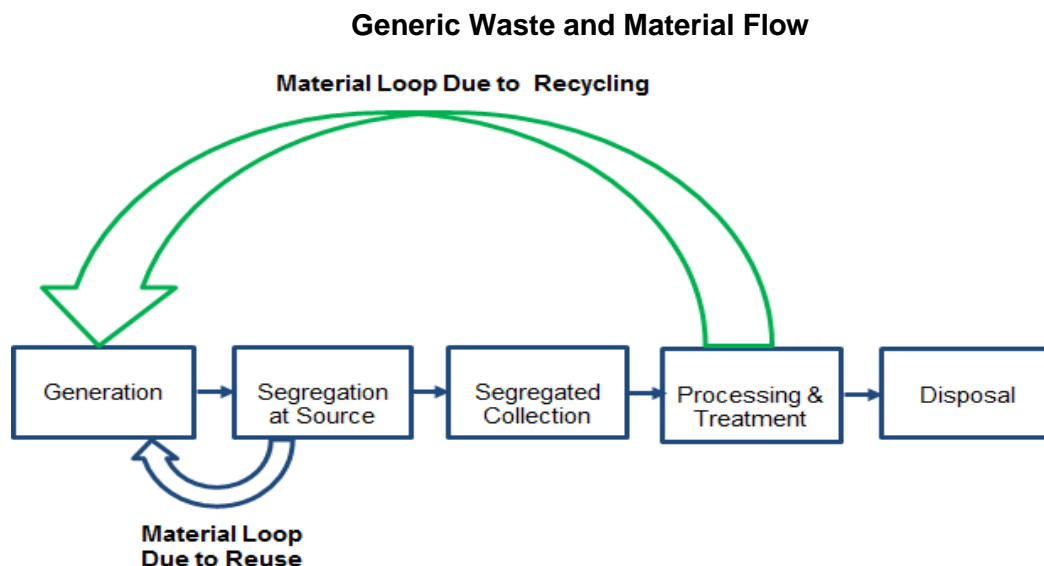 Generic Waste and Material Flow
Material Loop Due to Recycling
Generation
Segregation
at Source
Segregated
Collection
Processing &
Treatment
Disposal
Material Loop
Due to Reuse